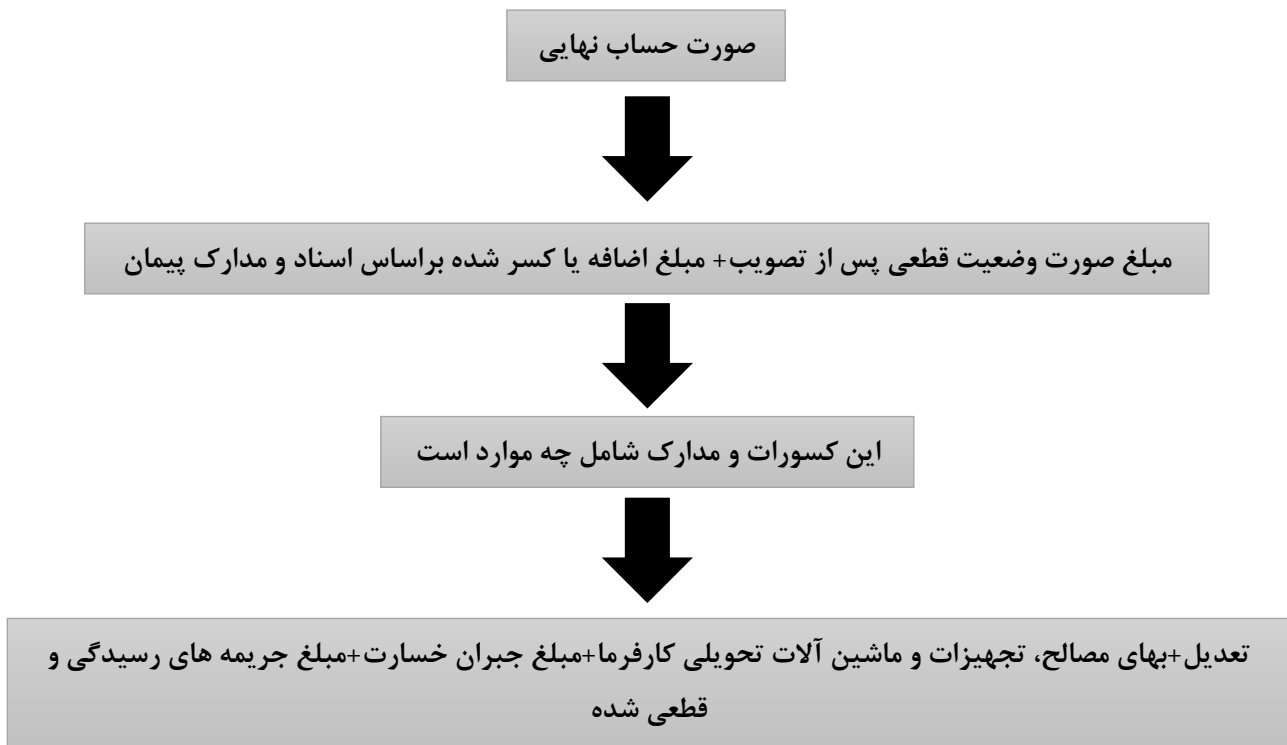 صورت حساب نهایی
مبلغ صورت وضعیت قطعی پس از تصویب+ مبلغ اضافه یا کسر شده براساس اسناد و مدارک پیمان
این کسورات و مدارک شامل چه موارد است
تعدیل+بهای مصالح، تجهیزات و ماشین آلات تحویلی کارفرما+مبلغ جبران خسارت+مبلغ جریمه های رسیدگی و
قطعی شده